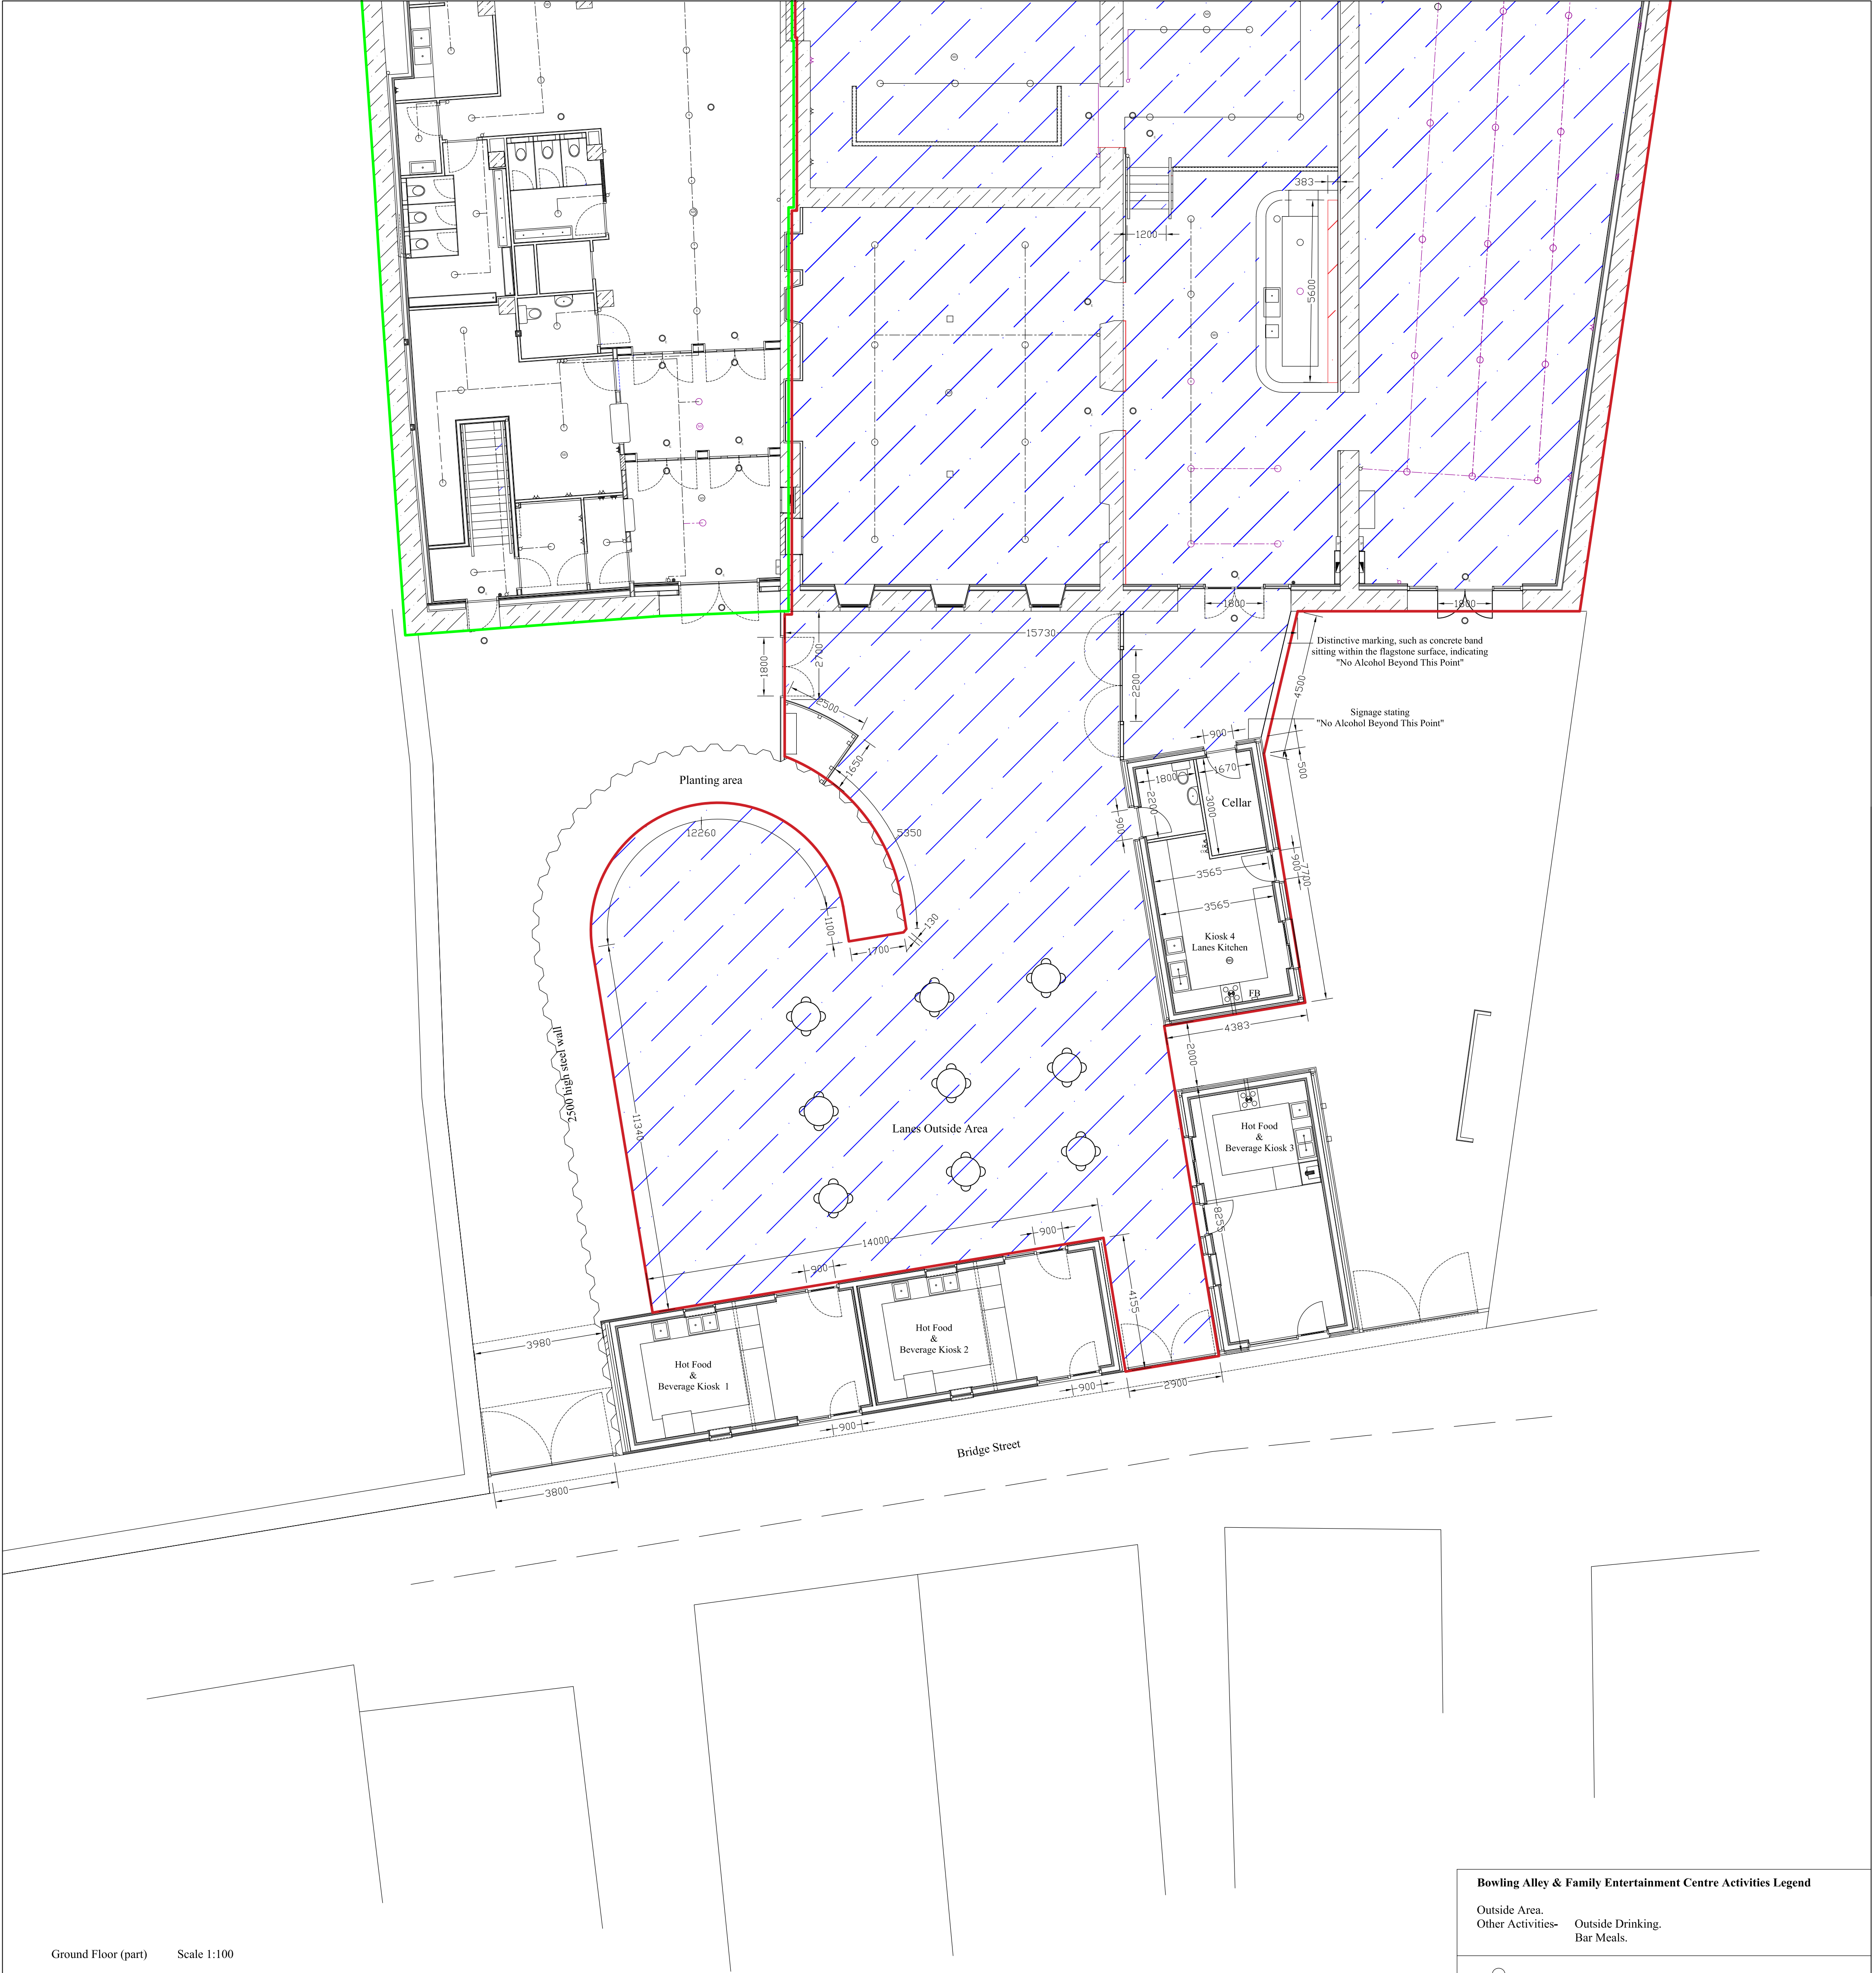 383
1200
5600
1800
1800
15730
Distinctive marking, such as concrete band
sitting within the flagstone surface, indicating
"No Alcohol Beyond This Point"
1800
2700
2200
4500
2500
Signage stating
"No Alcohol Beyond This Point"
900
1650
500
Planting area
1800
1670
2200
3000
Cellar
12260
5350
900
900
7700
3565
3565
1100
130
1700
Kiosk 4
Lanes Kitchen
FB
4383
2000
2500 high steel wall
11340
Lanes Outside Area
Hot Food
&
Beverage Kiosk 3
8255
14000
900
900
4155
3980
Hot Food
&
Beverage Kiosk 2
Hot Food
&
Beverage Kiosk 1
900
2900
900
Bridge Street
3800
Bowling Alley & Family Entertainment Centre Activities Legend
Outside Area.
Other Activities- Outside Drinking.
Bar Meals.
Ground Floor (part) Scale 1:100